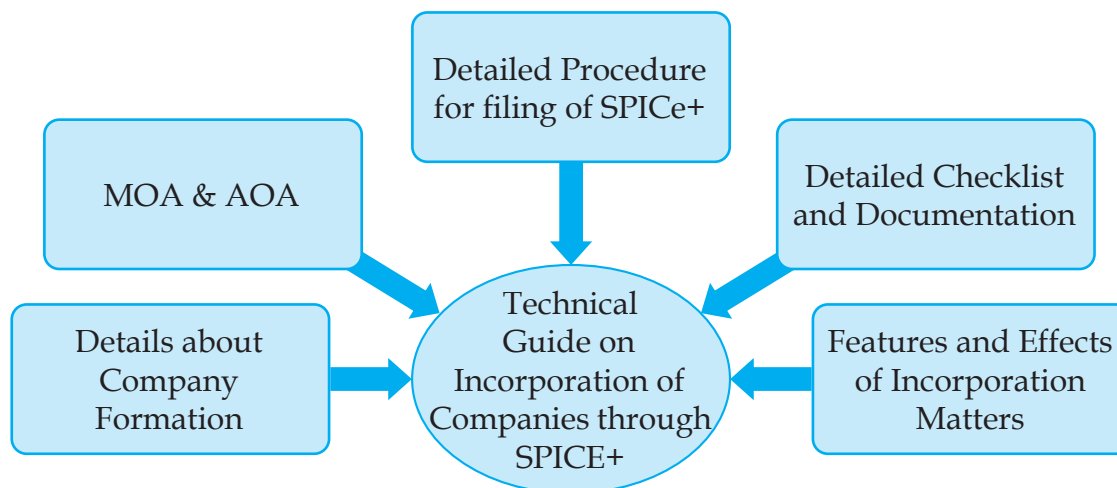 Detailed Procedure
for filing of SPICe+
MOA & AOA
Detailed Checklist
and Documentation
Details about
Company
Formation
Technical
Guide on
Incorporation of
Companies through
SPICE+
Features and Effects
of Incorporation
Matters